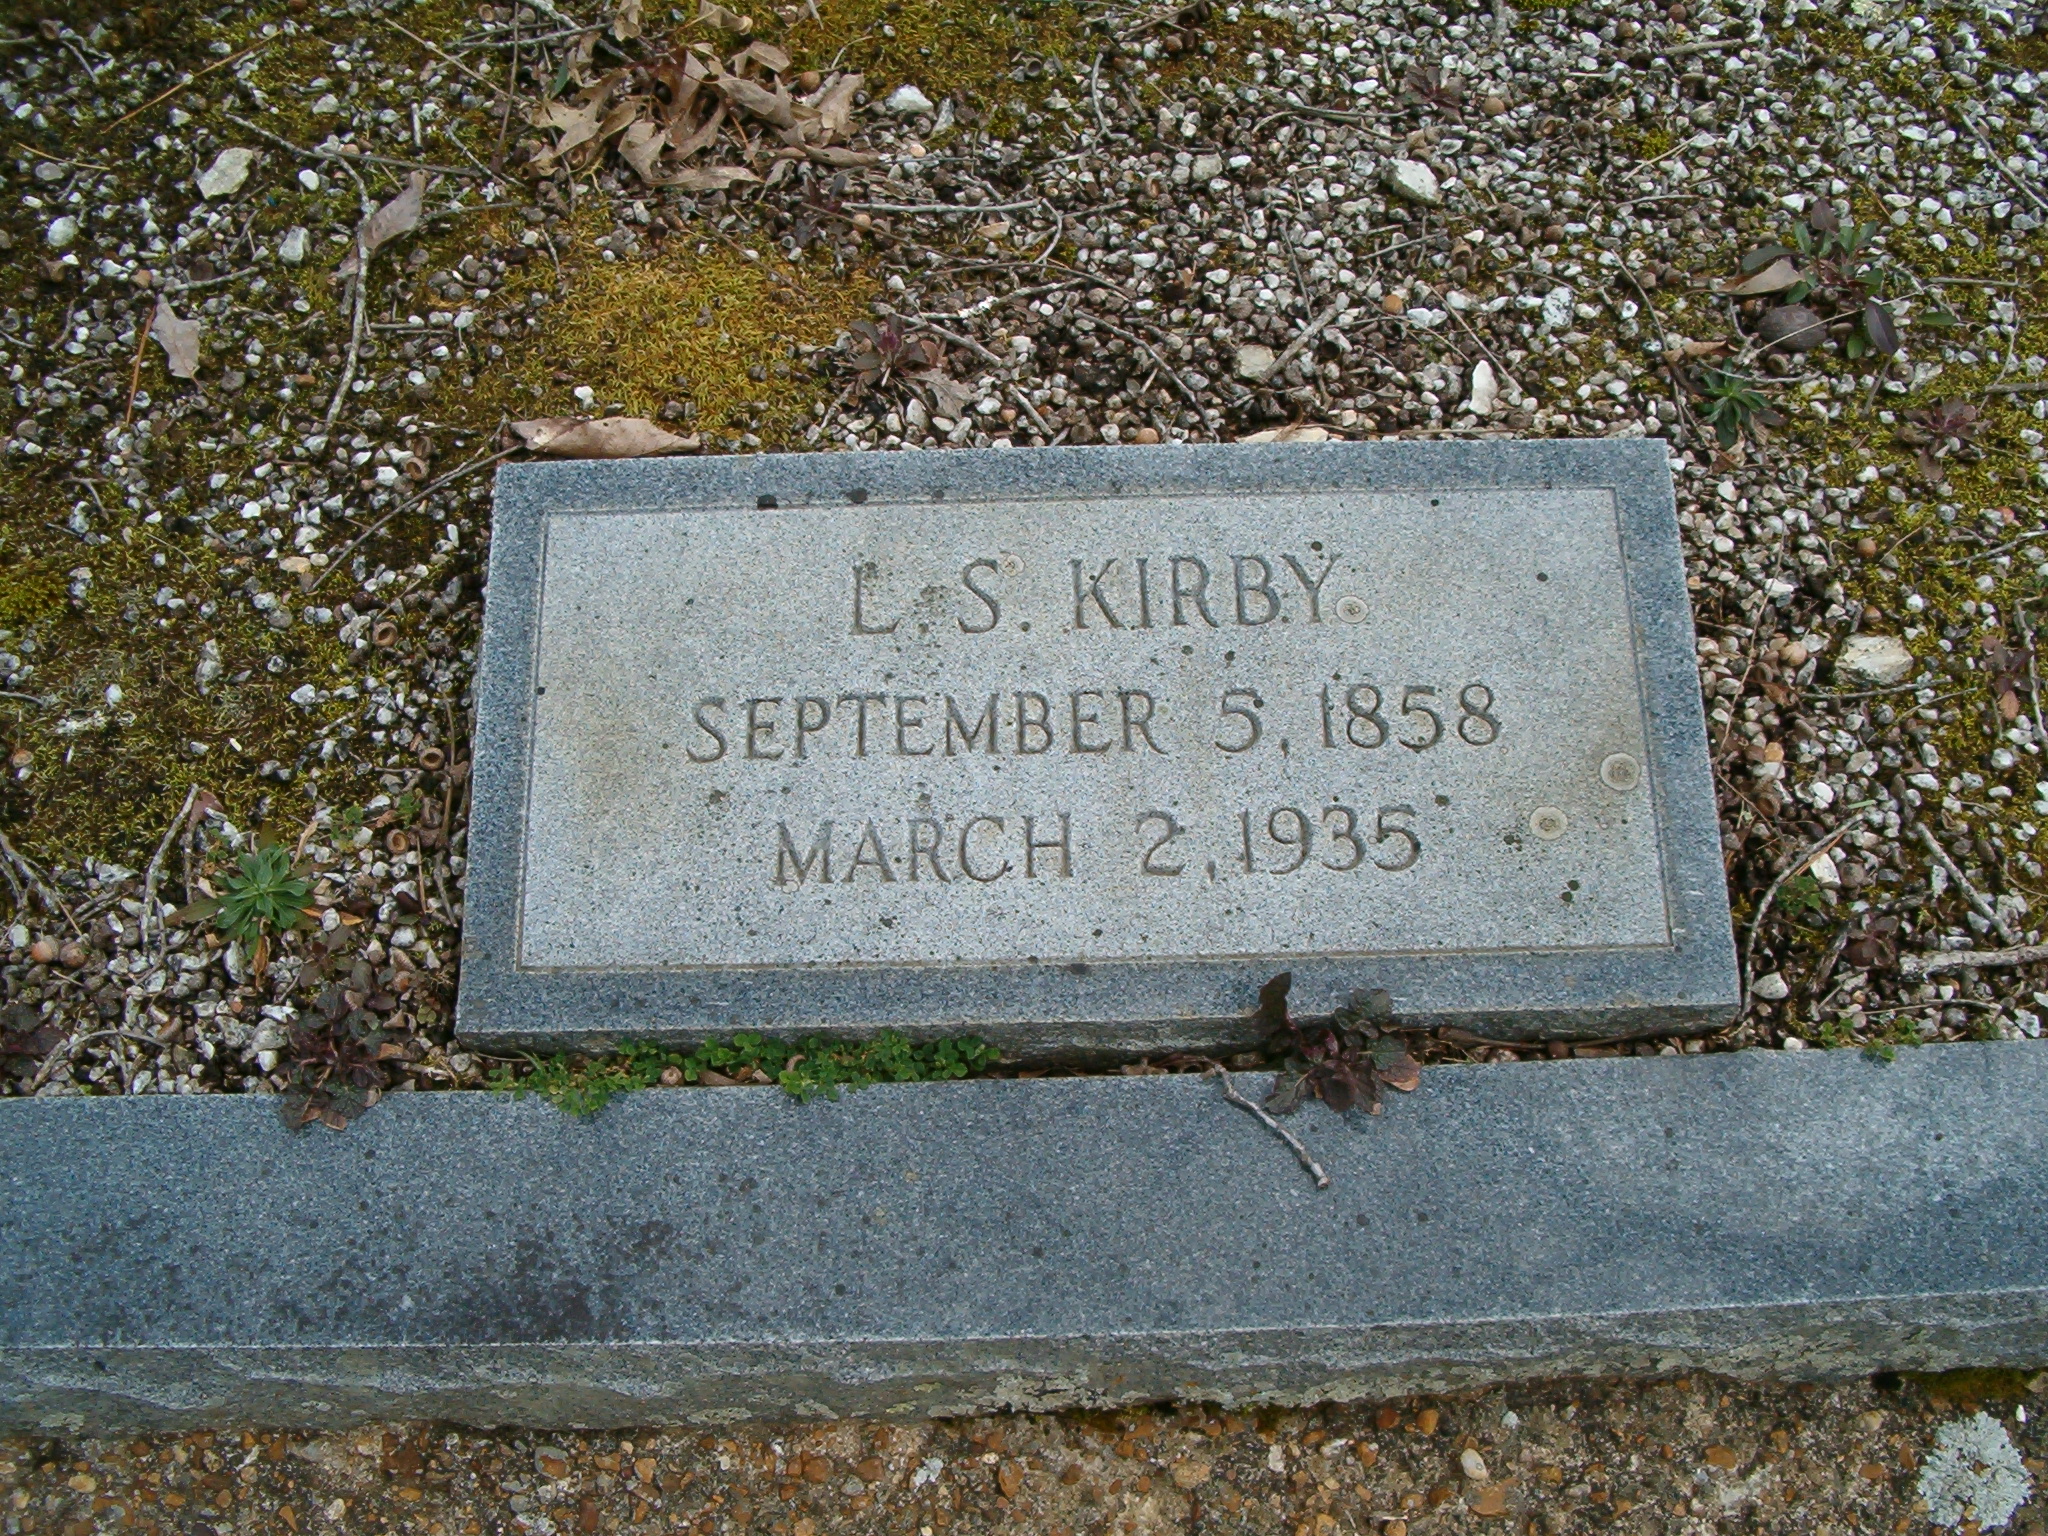 L. S. KIRBY
SEPTEMBER 5, 1858
MARCH 2, 1935